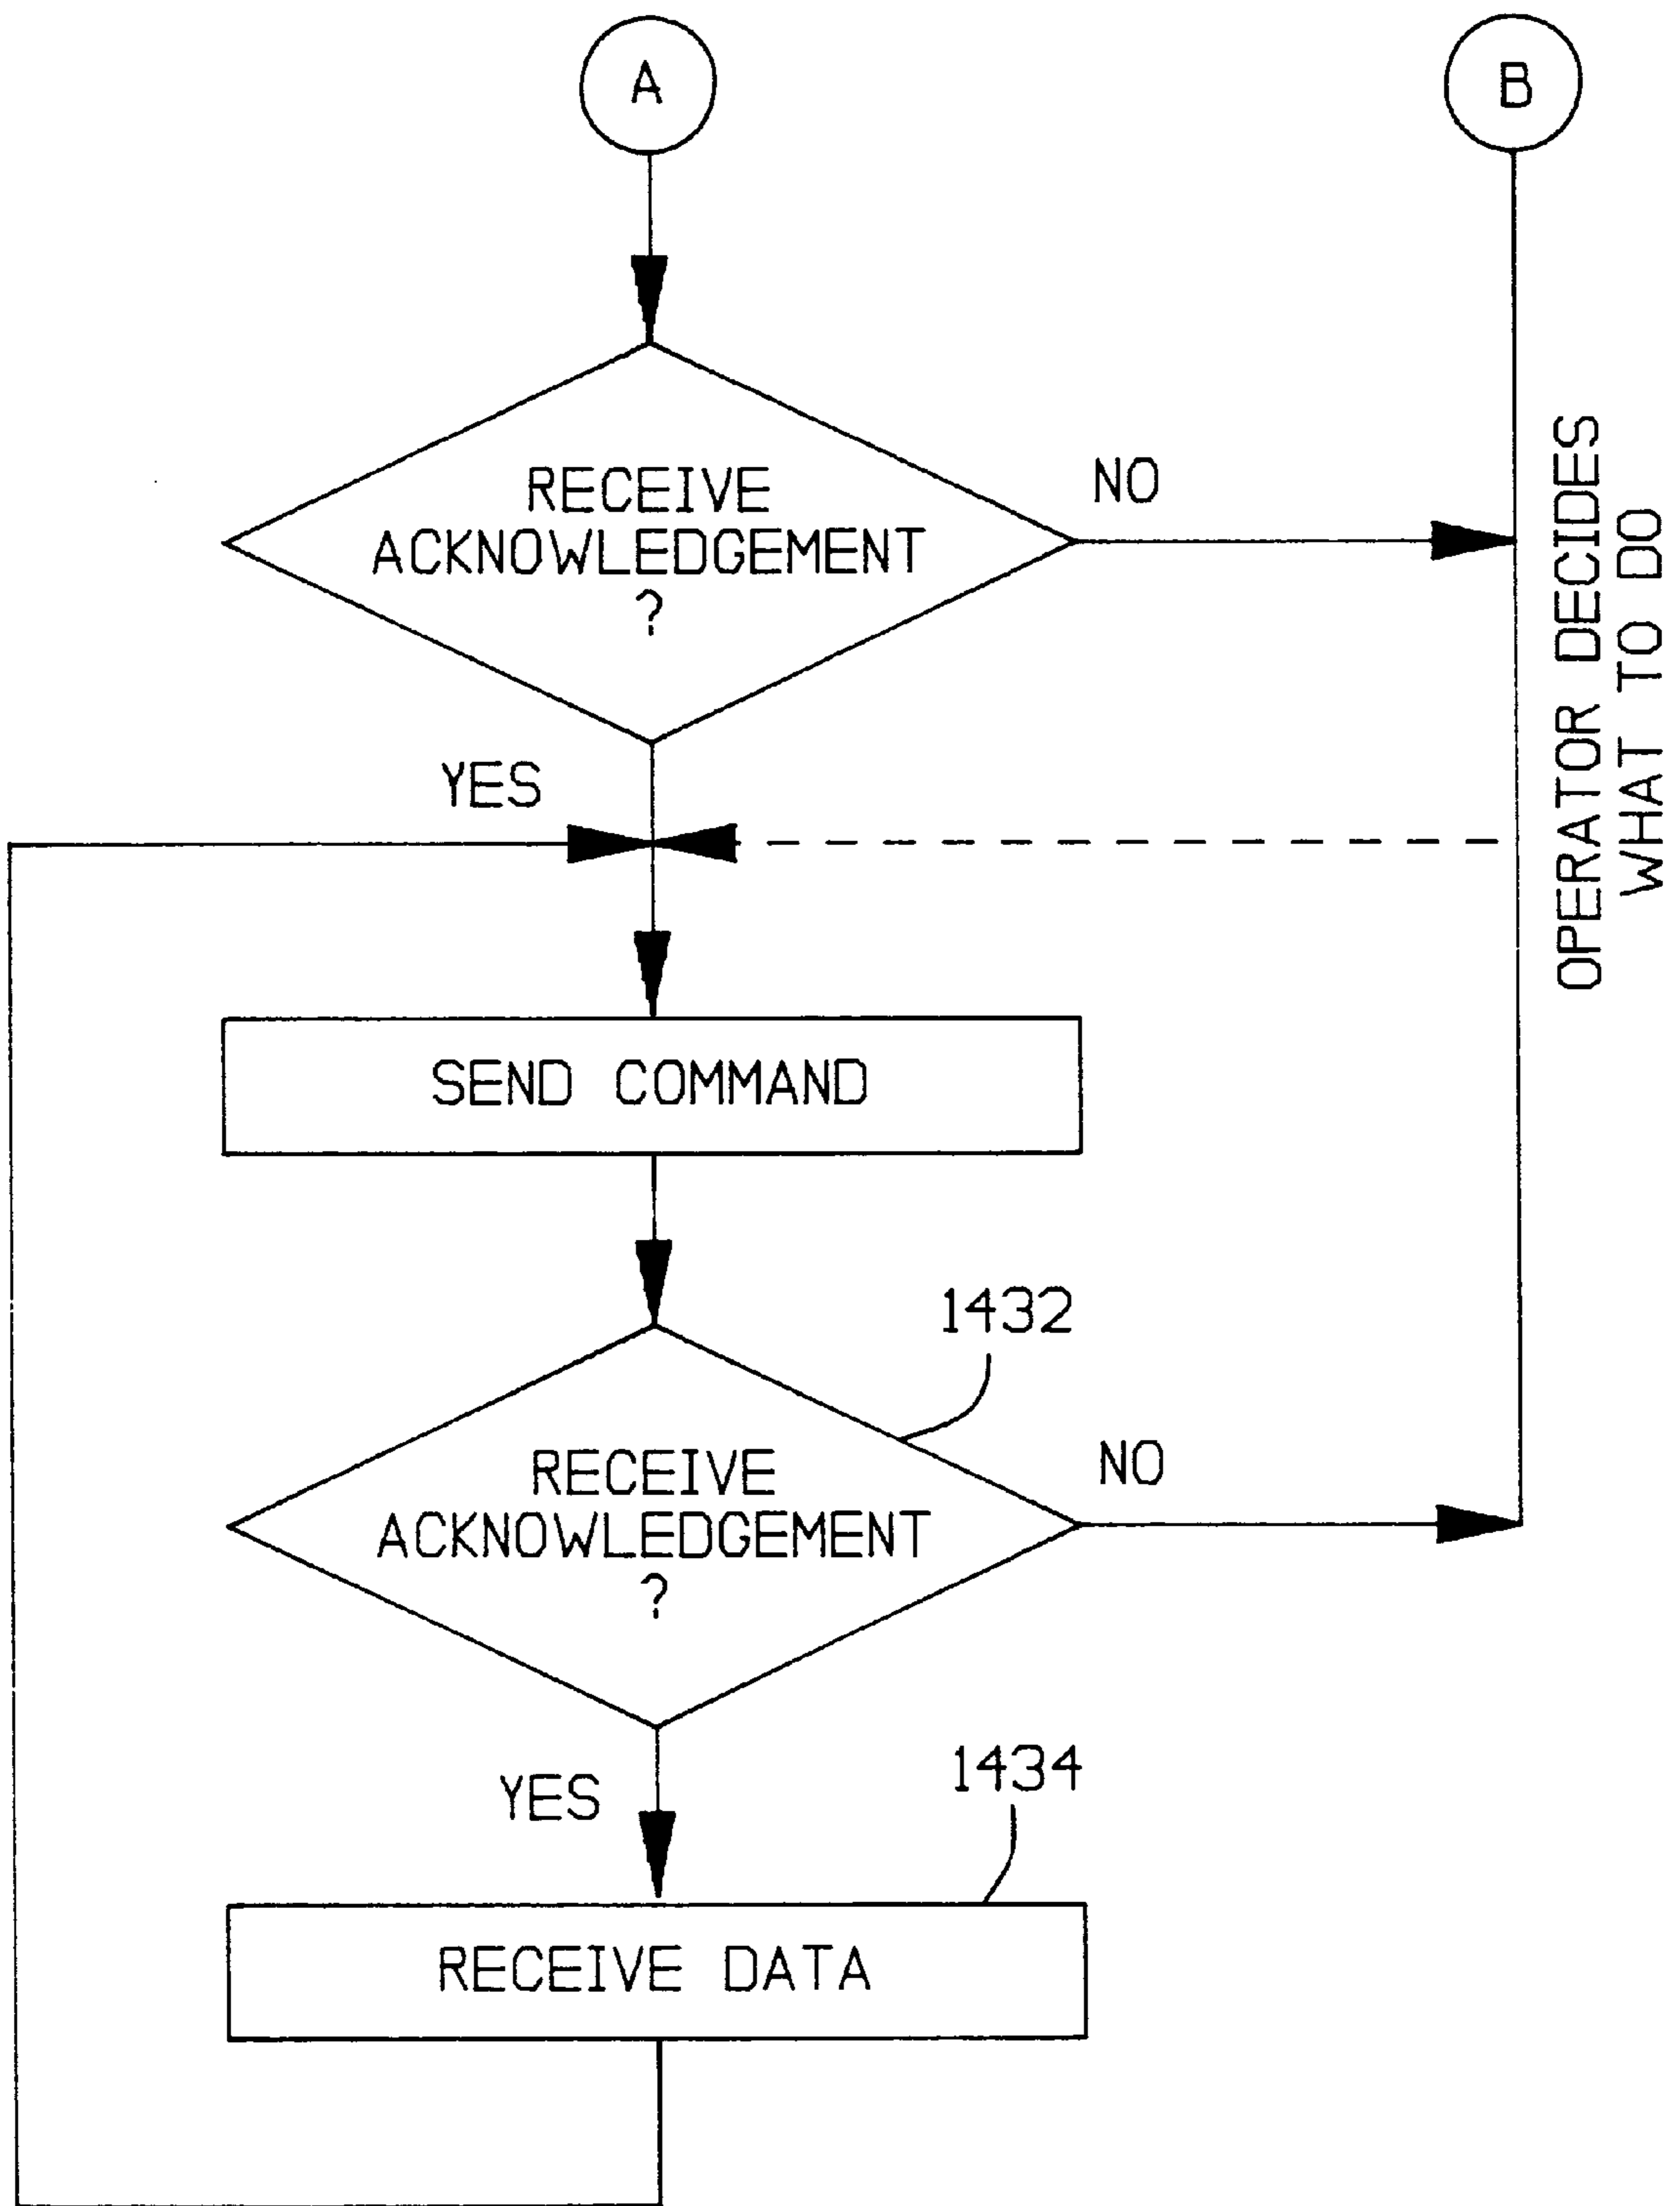 A
B
RECEIVE
ACKNOWLEDGEMENT
?
NO
YES
OPERATOR DECIDES
WHAT TO DO
SEND COMMAND
1432
RECEIVE
ACKNOWLEDGEMENT
?
NO
YES
1434
RECEIVE DATA